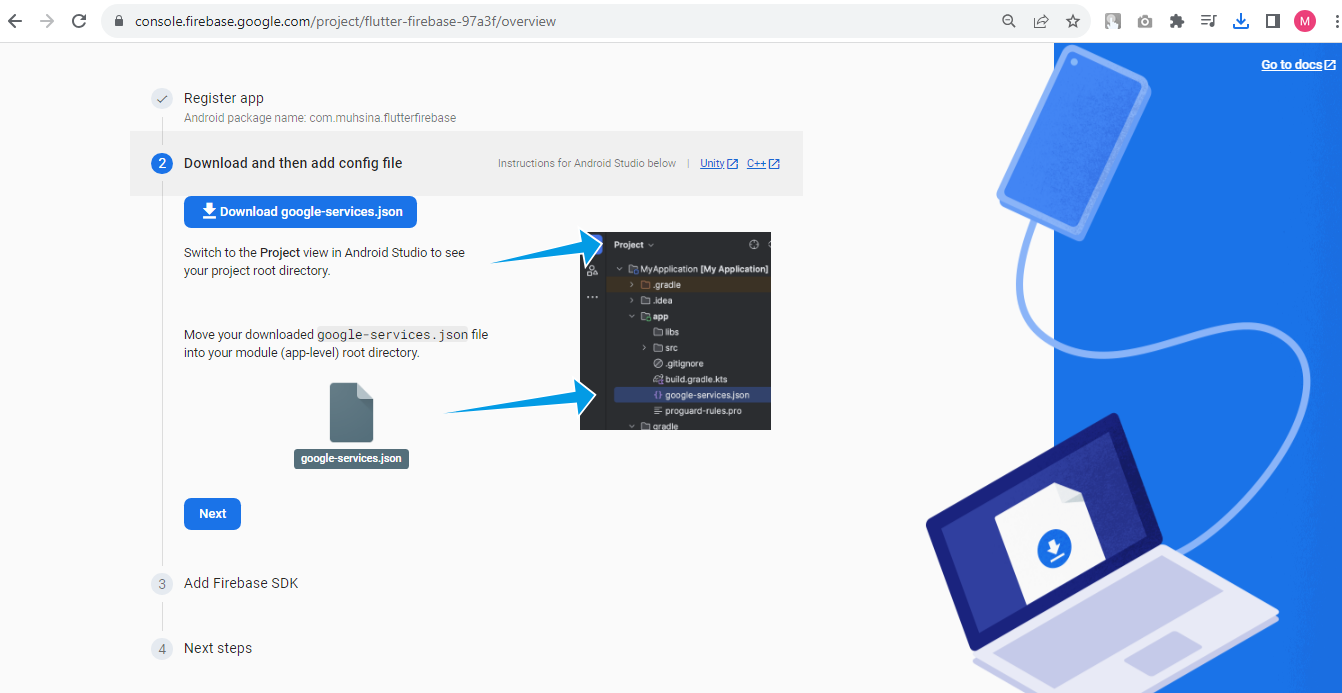 console.firebase.google.com/project/flutter-firebase-97a3f/overview
M
Go to docs
Register app
Android package name: com.muhsina.flutterfirebase
2
Download and then add config file
Instructions for Android Studio below | Unity C++
Download google-services.json
Switch to the Project view in Android Studio to see
your project root directory.
Move your downloaded google-services.json file
into your module (app-level) root directory.
google-services.json
Project
MyApplication [My Application]
.gradle
.idea
app
libs
src
.gitignore
build.gradle.kts
{} google-services.json
proguard-rules.pro
gradle
Next
3
Add Firebase SDK
4
Next steps